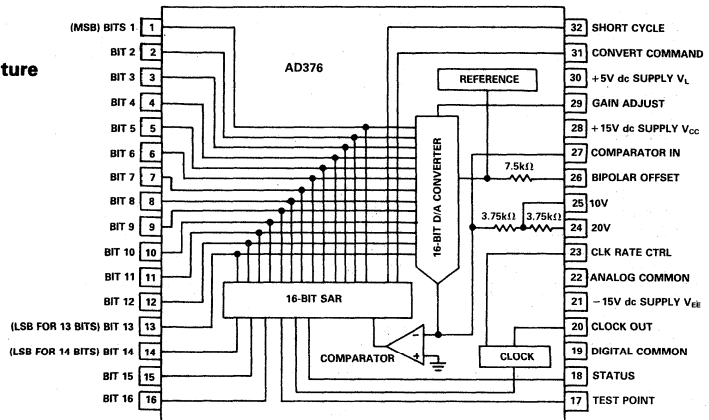 ture
(MSB) BITS 1 1
BIT 2 2
BIT 3 3
BIT 4 4
BIT 5 5
BIT 6 6
BIT 7 7
BIT 8 8
BIT 9 9
BIT 10 10
BIT 11 11
BIT 12 12
(LSB FOR 13 BITS) BIT 13 13
(LSB FOR 14 BITS) BIT 14 14
BIT 15 15
BIT 16 16
AD376
REFERENCE
16-BIT D/A CONVERTER
7.5kΩ
3.75kΩ 3.75kΩ
16-BIT SAR
COMPARATOR
−
+
CLOCK
32 SHORT CYCLE
31 CONVERT COMMAND
30 +5V dc SUPPLY VL
29 GAIN ADJUST
28 +15V dc SUPPLY VCC
27 COMPARATOR IN
26 BIPOLAR OFFSET
25 10V
24 20V
23 CLK RATE CTRL
22 ANALOG COMMON
21 −15V dc SUPPLY VEE
20 CLOCK OUT
19 DIGITAL COMMON
18 STATUS
17 TEST POINT